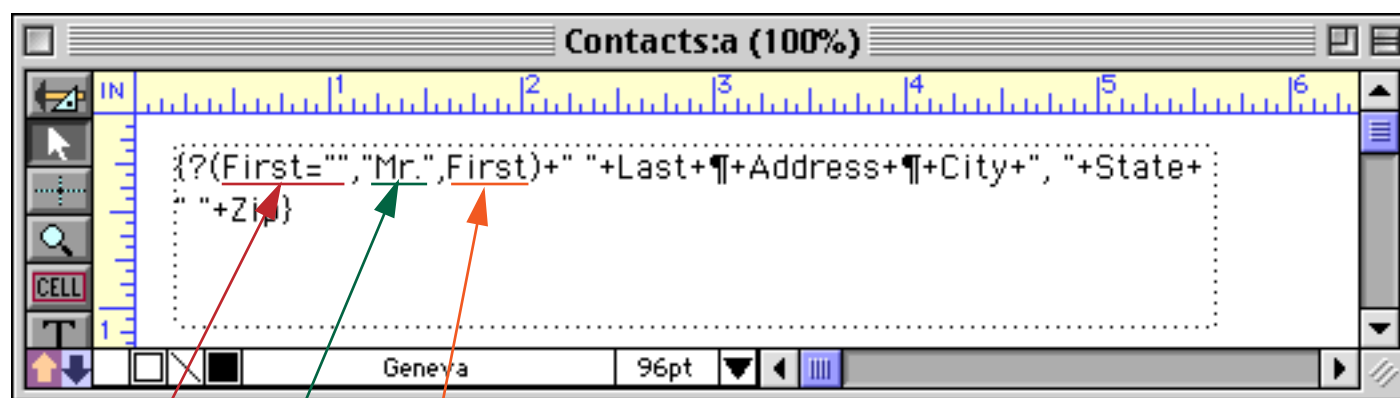 Contacts:a (100%)
IN 1 2 3 4 5 6
{?(First="","Mr.",First)+" "+Last+¶+Address+¶+City+", "+State+
" "+Zip}
CELL
T 1
Geneva 96pt